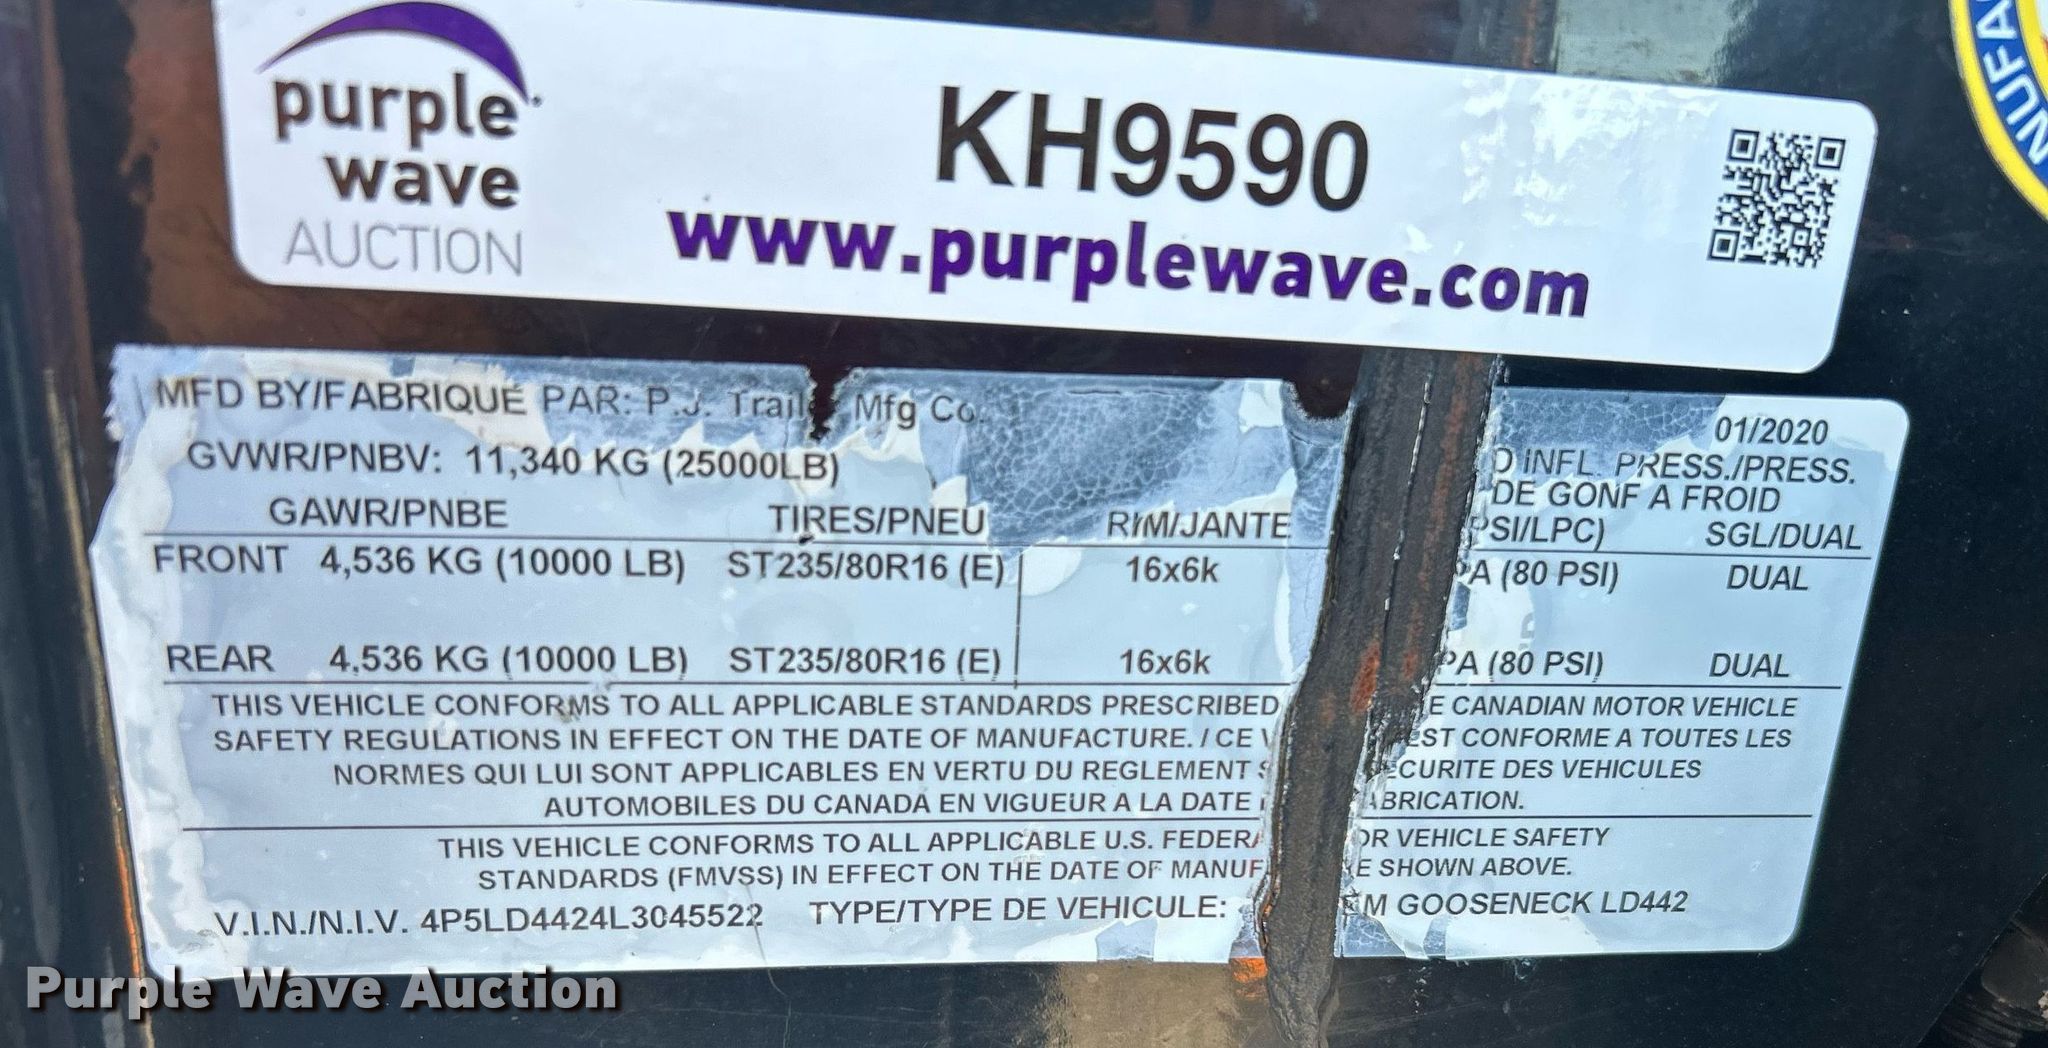 purple
wave
AUCTION
KH9590
www.purplewave.com
NUFA
MFD BY/FABRIQUE PAR: P.J. Trail Mfg Co.
01/2020
GVWR/PNBV: 11,340 KG (25000LB)
D INFL. PRESS./PRESS.
DE GONF A FROID
GAWR/PNBE TIRES/PNEU RIM/JANTE PSI/LPC) SGL/DUAL
FRONT 4,536 KG (10000 LB) ST235/80R16 (E) 16x6k PA (80 PSI) DUAL
REAR 4,536 KG (10000 LB) ST235/80R16 (E) 16x6k PA (80 PSI) DUAL
THIS VEHICLE CONFORMS TO ALL APPLICABLE STANDARDS PRESCRIBED E CANADIAN MOTOR VEHICLE
SAFETY REGULATIONS IN EFFECT ON THE DATE OF MANUFACTURE. / CE V EST CONFORME A TOUTES LES
NORMES QUI LUI SONT APPLICABLES EN VERTU DU REGLEMENT S ECURITE DES VEHICULES
AUTOMOBILES DU CANADA EN VIGUEUR A LA DATE ABRICATION.
THIS VEHICLE CONFORMS TO ALL APPLICABLE U.S. FEDERA OR VEHICLE SAFETY
STANDARDS (FMVSS) IN EFFECT ON THE DATE OF MANUF E SHOWN ABOVE.
V.I.N./N.I.V. 4P5LD4424L3045522 TYPE/TYPE DE VEHICULE: EM GOOSENECK LD442
Purple Wave Auction